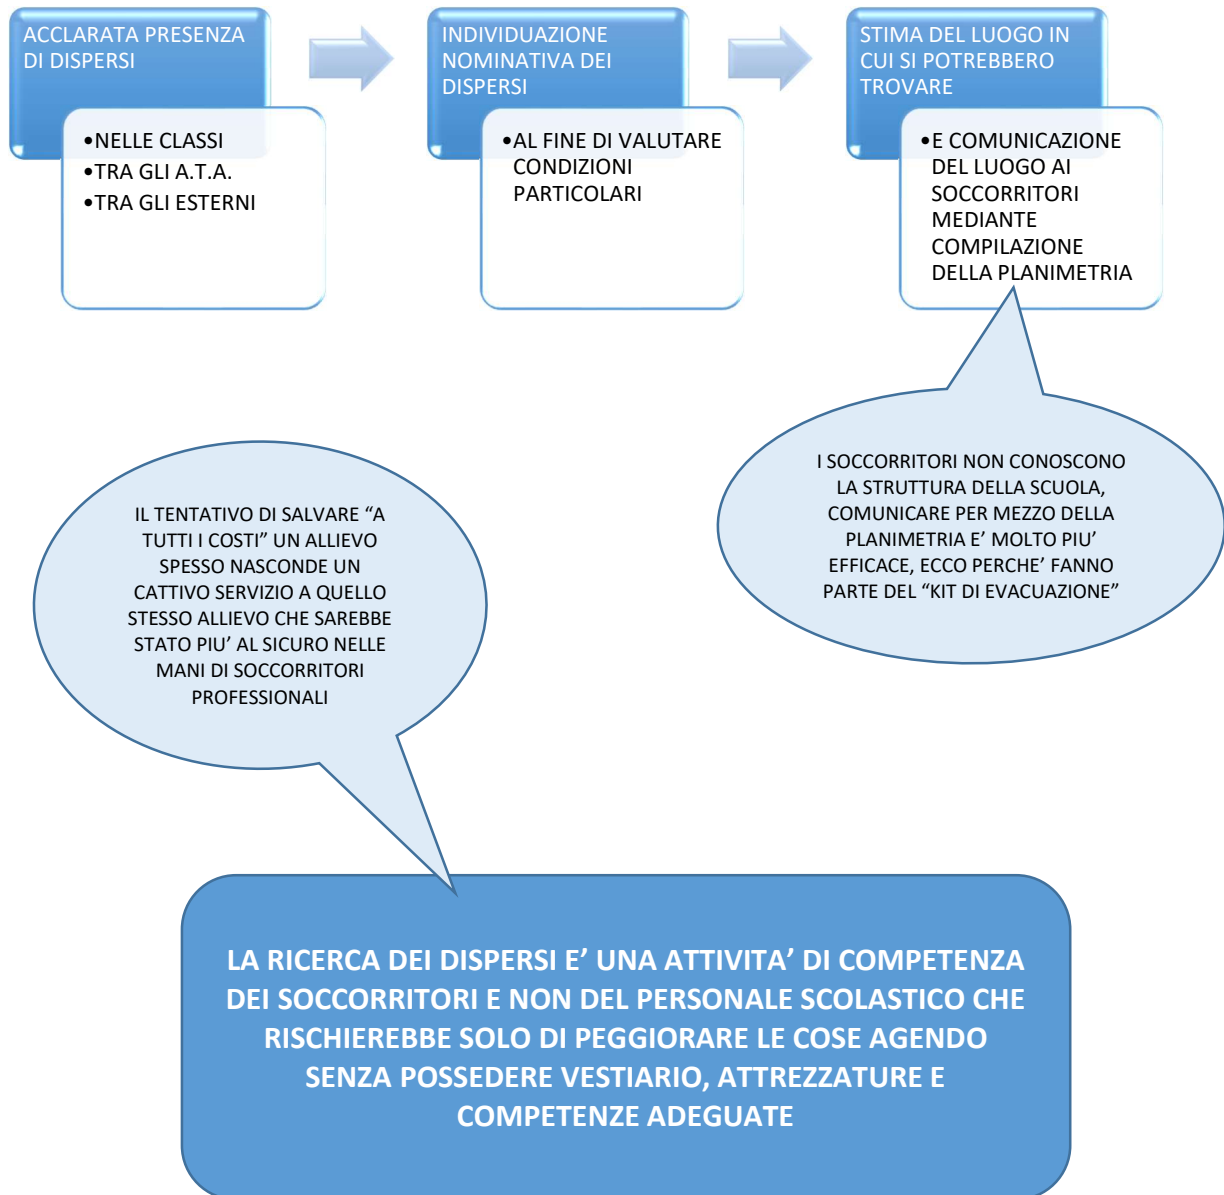 ACCLARATA PRESENZA
DI DISPERSI
•NELLE CLASSI
•TRA GLI A.T.A.
•TRA GLI ESTERNI
INDIVIDUAZIONE
NOMINATIVA DEI
DISPERSI
•AL FINE DI VALUTARE
CONDIZIONI
PARTICOLARI
STIMA DEL LUOGO IN
CUI SI POTREBBERO
TROVARE
•E COMUNICAZIONE
DEL LUOGO AI
SOCCORRITORI
MEDIANTE
COMPILAZIONE
DELLA PLANIMETRIA
I SOCCORRITORI NON CONOSCONO
LA STRUTTURA DELLA SCUOLA,
COMUNICARE PER MEZZO DELLA
PLANIMETRIA E’ MOLTO PIU’
EFFICACE, ECCO PERCHE’ FANNO
PARTE DEL “KIT DI EVACUAZIONE”
IL TENTATIVO DI SALVARE “A
TUTTI I COSTI” UN ALLIEVO
SPESSO NASCONDE UN
CATTIVO SERVIZIO A QUELLO
STESSO ALLIEVO CHE SAREBBE
STATO PIU’ AL SICURO NELLE
MANI DI SOCCORRITORI
PROFESSIONALI
LA RICERCA DEI DISPERSI E’ UNA ATTIVITA’ DI COMPETENZA
DEI SOCCORRITORI E NON DEL PERSONALE SCOLASTICO CHE
RISCHIEREBBE SOLO DI PEGGIORARE LE COSE AGENDO
SENZA POSSEDERE VESTIARIO, ATTREZZATURE E
COMPETENZE ADEGUATE